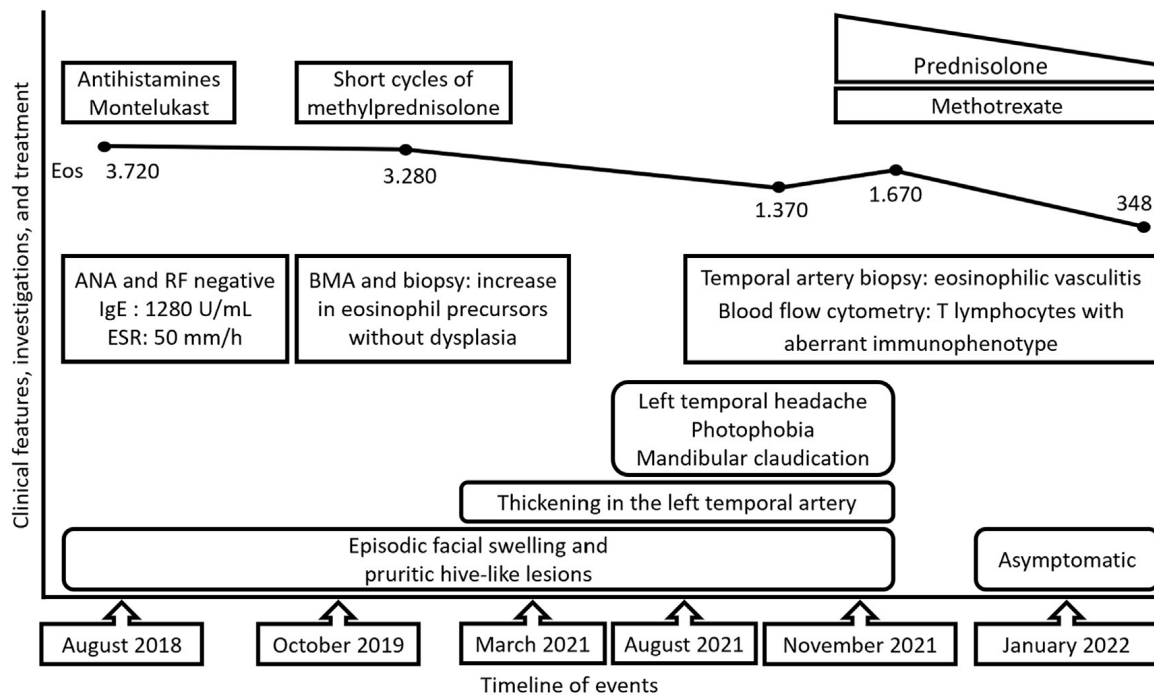 Clinical features, investigations, and treatment
Antihistamines
Montelukast
Short cycles of
methylprednisolone
Prednisolone
Methotrexate
Eos
3.720
3.280
1.370
1.670
348
ANA and RF negative
IgE : 1280 U/mL
ESR: 50 mm/h
BMA and biopsy: increase
in eosinophil precursors
without dysplasia
Temporal artery biopsy: eosinophilic vasculitis
Blood flow cytometry: T lymphocytes with
aberrant immunophenotype
Left temporal headache
Photophobia
Mandibular claudication
Thickening in the left temporal artery
Episodic facial swelling and
pruritic hive-like lesions
Asymptomatic
August 2018
October 2019
March 2021
August 2021
November 2021
January 2022
Timeline of events